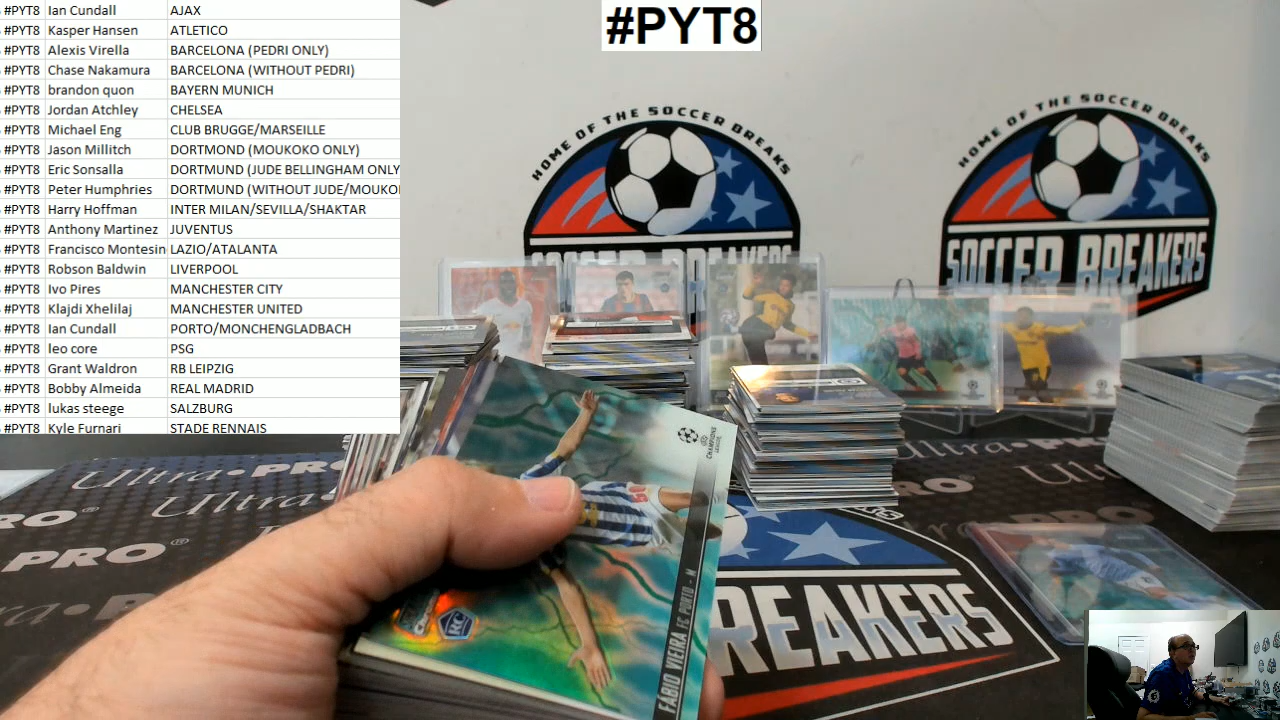 #PYT8 Ian Cundall AJAX
#PYT8 Kasper Hansen ATLETICO
#PYT8 Alexis Virella BARCELONA (PEDRI ONLY)
#PYT8 Chase Nakamura BARCELONA (WITHOUT PEDRI)
#PYT8 brandon quon BAYERN MUNICH
#PYT8 Jordan Atchley CHELSEA
#PYT8 Michael Eng CLUB BRUGGE/MARSEILLE
#PYT8 Jason Millitch DORTMOND (MOUKOKO ONLY)
#PYT8 Eric Sonsalla DORTMUND (JUDE BELLINGHAM ONLY
#PYT8 Peter Humphries DORTMUND (WITHOUT JUDE/MOUKO
#PYT8 Harry Hoffman INTER MILAN/SEVILLA/SHAKTAR
#PYT8 Anthony Martinez JUVENTUS
#PYT8 Francisco Montesin LAZIO/ATALANTA
#PYT8 Robson Baldwin LIVERPOOL
#PYT8 Ivo Pires MANCHESTER CITY
#PYT8 Klajdi Xhelilaj MANCHESTER UNITED
#PYT8 Ian Cundall PORTO/MONCHENGLADBACH
#PYT8 leo core PSG
#PYT8 Grant Waldron RB LEIPZIG
#PYT8 Bobby Almeida REAL MADRID
#PYT8 lukas steege SALZBURG
#PYT8 Kyle Furnari STADE RENNAIS
#PYT8
HOME OF THE SOCCER BREAKS
SOCCER BREAKERS
HOME OF THE SOCCER BREAKS
SOCCER BREAKERS
CHAMPIONS
LEAGUE
FÁBIO VIEIRA FC PORTO - M
RC
Ultra PRO
Ultra
PRO®
PRO®
BREAKERS